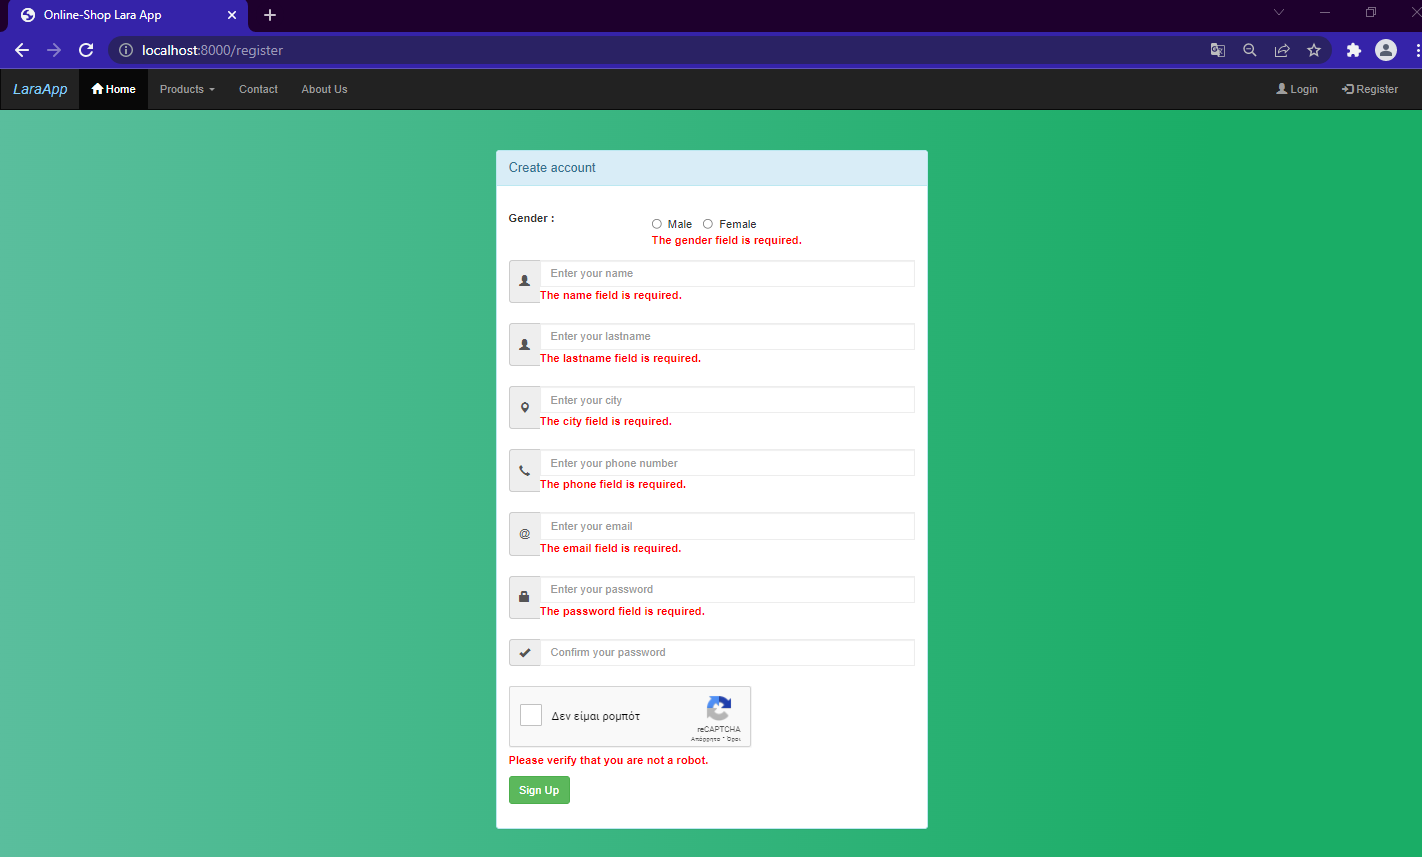 Online-Shop Lara App
localhost:8000/register
LaraApp Home Products Contact About Us Login Register
Create account
Gender :
Male Female
The gender field is required.
Enter your name
The name field is required.
Enter your lastname
The lastname field is required.
Enter your city
The city field is required.
Enter your phone number
The phone field is required.
@ Enter your email
The email field is required.
Enter your password
The password field is required.
Confirm your password
Δεν είμαι ρομπότ
reCAPTCHA
Απόρρητο - Όροι
Please verify that you are not a robot.
Sign Up